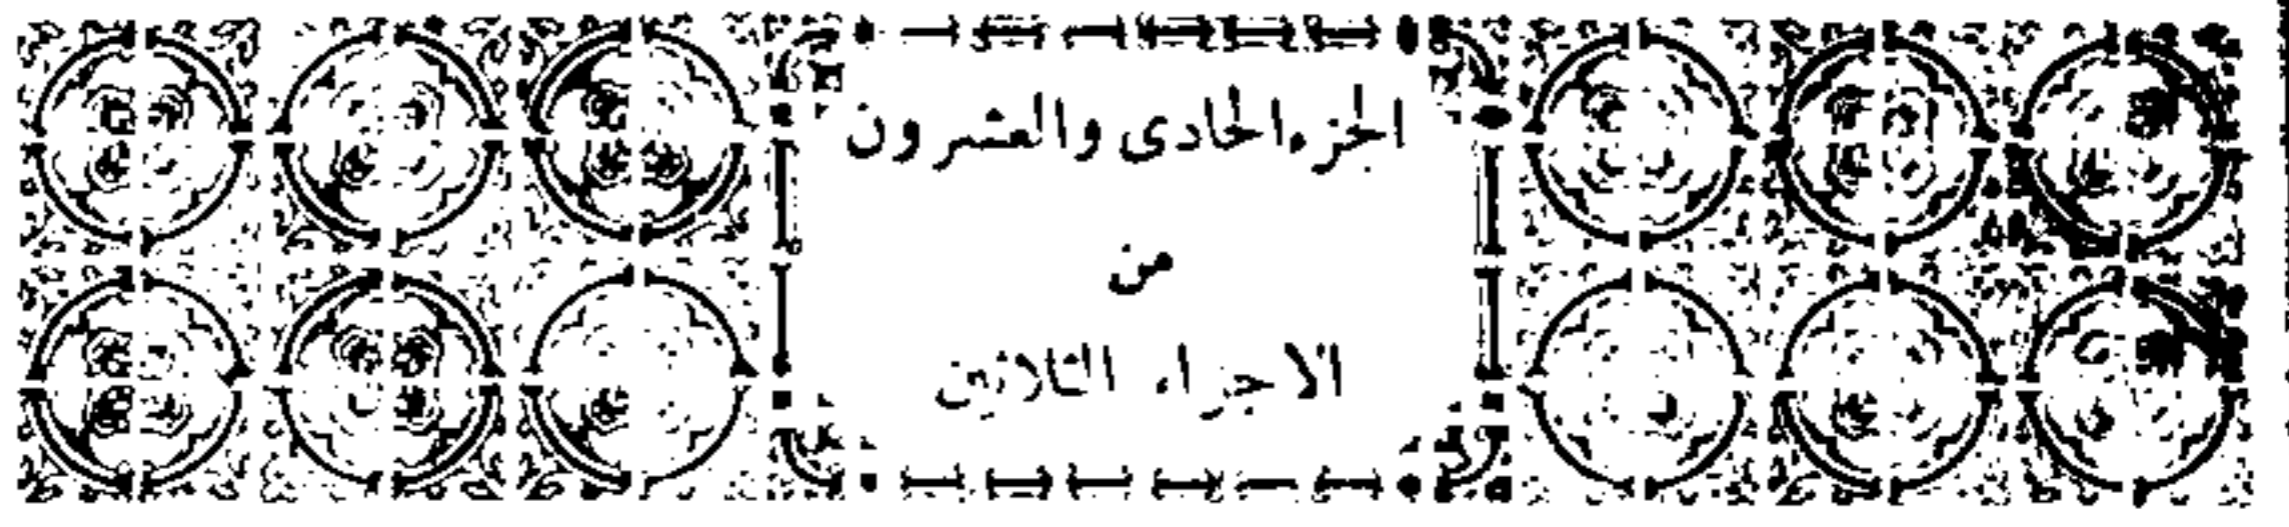 الجزء الحادى والعشرون
من
الاجزاء الثلاثين